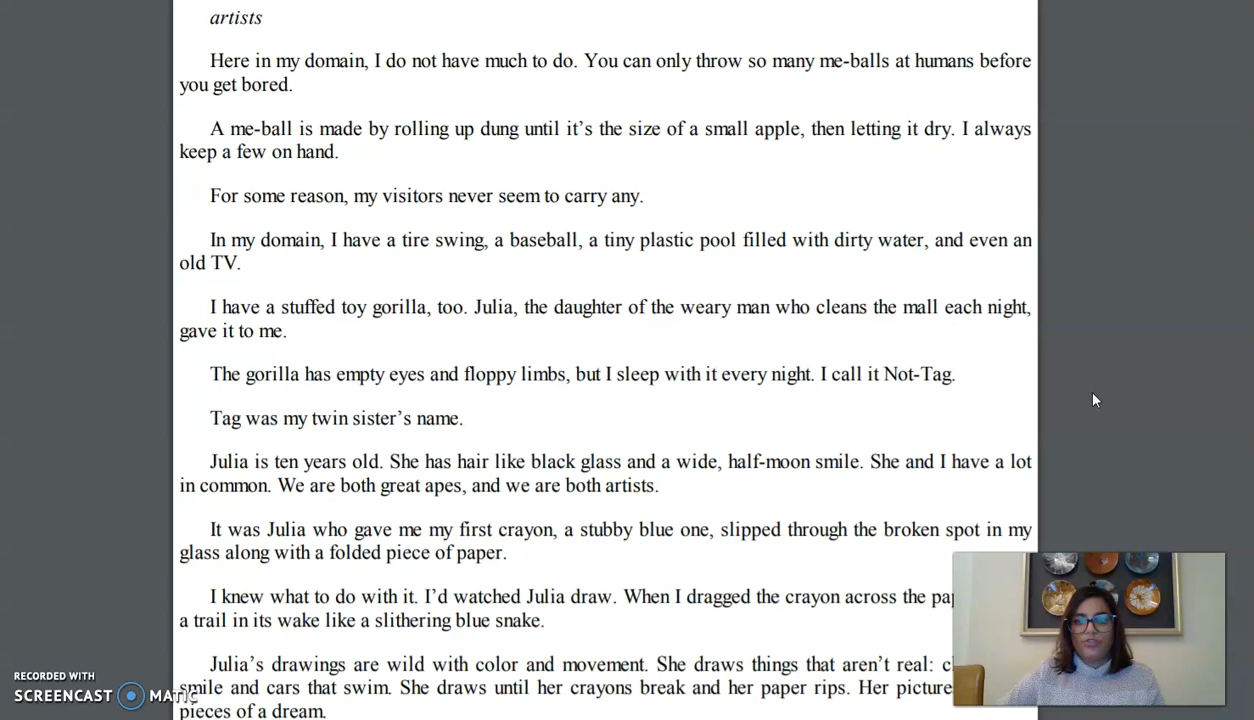 artists
Here in my domain, I do not have much to do. You can only throw so many me-balls at humans before
you get bored.
A me-ball is made by rolling up dung until it’s the size of a small apple, then letting it dry. I always
keep a few on hand.
For some reason, my visitors never seem to carry any.
In my domain, I have a tire swing, a baseball, a tiny plastic pool filled with dirty water, and even an
old TV.
I have a stuffed toy gorilla, too. Julia, the daughter of the weary man who cleans the mall each night,
gave it to me.
The gorilla has empty eyes and floppy limbs, but I sleep with it every night. I call it Not-Tag.
Tag was my twin sister’s name.
Julia is ten years old. She has hair like black glass and a wide, half-moon smile. She and I have a lot
in common. We are both great apes, and we are both artists.
It was Julia who gave me my first crayon, a stubby blue one, slipped through the broken spot in my
glass along with a folded piece of paper.
I knew what to do with it. I’d watched Julia draw. When I dragged the crayon across the
a trail in its wake like a slithering blue snake.
Julia’s drawings are wild with color and movement. She draws things that aren’t real:
smile and cars that swim. She draws until her crayons break and her paper rips. Her
pieces of a dream.
RECORDED WITH
SCREENCAST MATIC